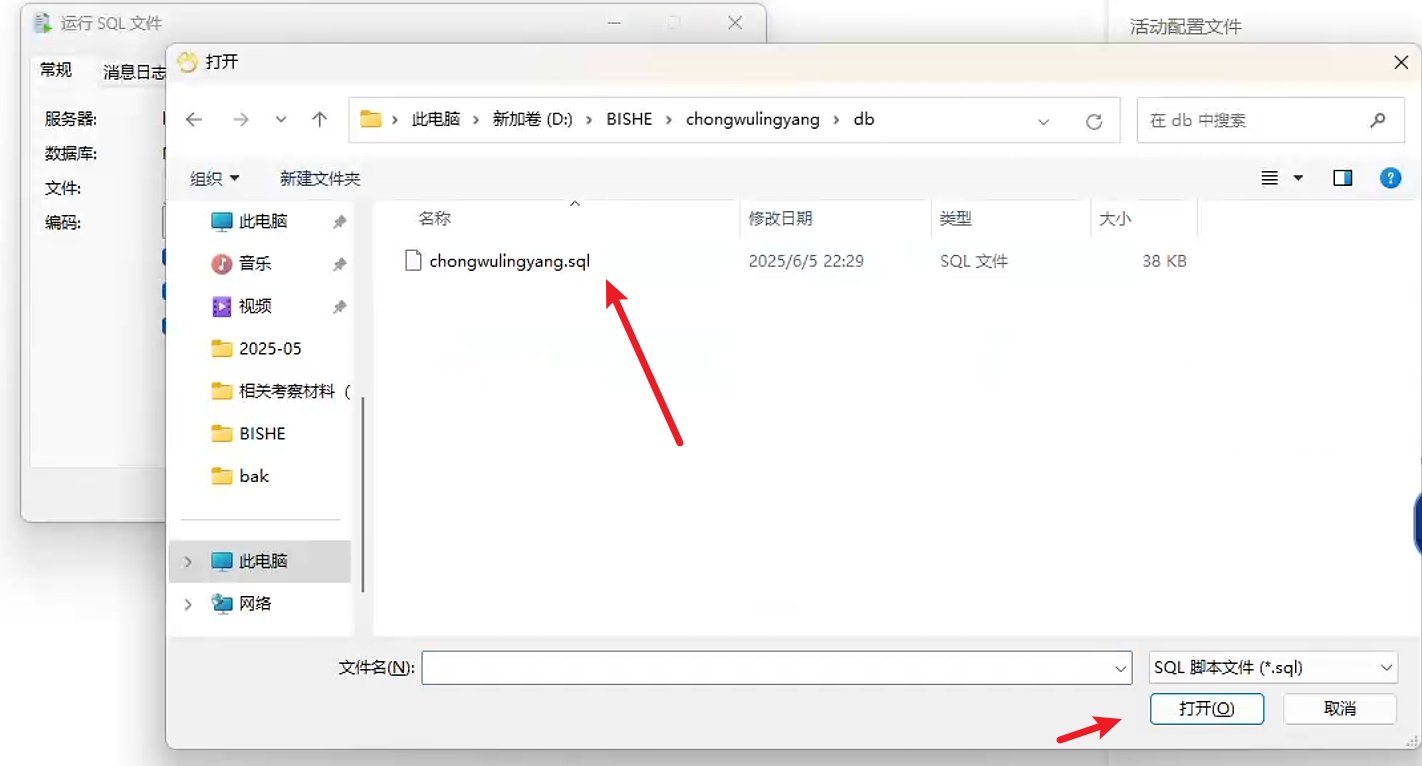 运行 SQL 文件
活动配置文件
常规
消息日志
打开
服务器:
数据库:
文件:
编码:
此电脑 新加卷 (D:) BISHE chongwulingyang db
在 db 中搜索
组织
新建文件夹
名称 修改日期 类型 大小
chongwulingyang.sql 2025/6/5 22:29 SQL 文件 38 KB
此电脑
音乐
视频
2025-05
相关考察材料 (
BISHE
bak
此电脑
网络
文件名(N):
SQL 脚本文件 (*.sql)
打开(O)
取消